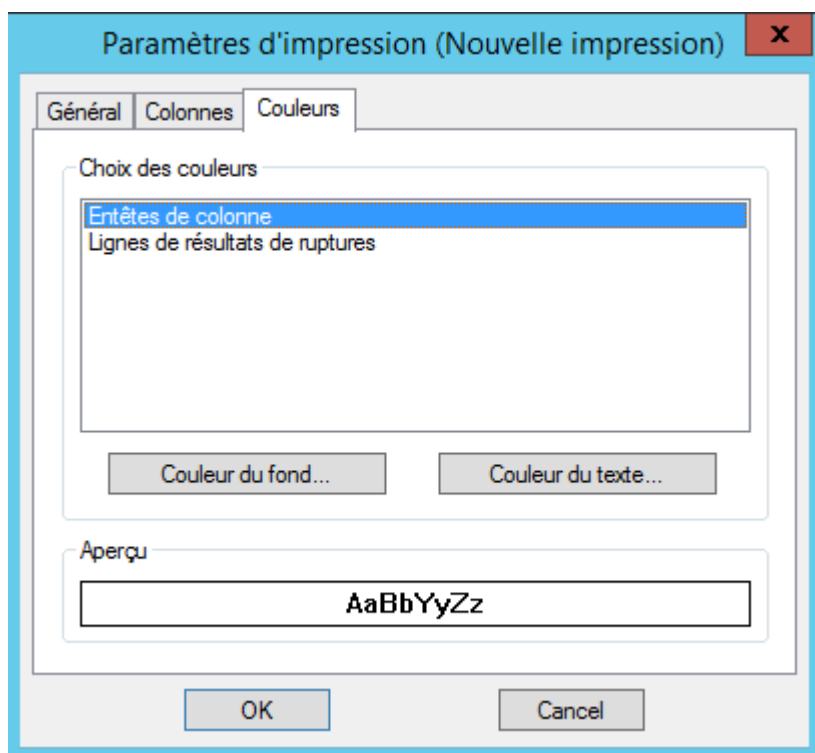 Paramètres d'impression (Nouvelle impression) x
Général Colonnes Couleurs
Choix des couleurs
Entêtes de colonne
Lignes de résultats de ruptures
Couleur du fond... Couleur du texte...
Aperçu
AaBbYyZz
OK Cancel